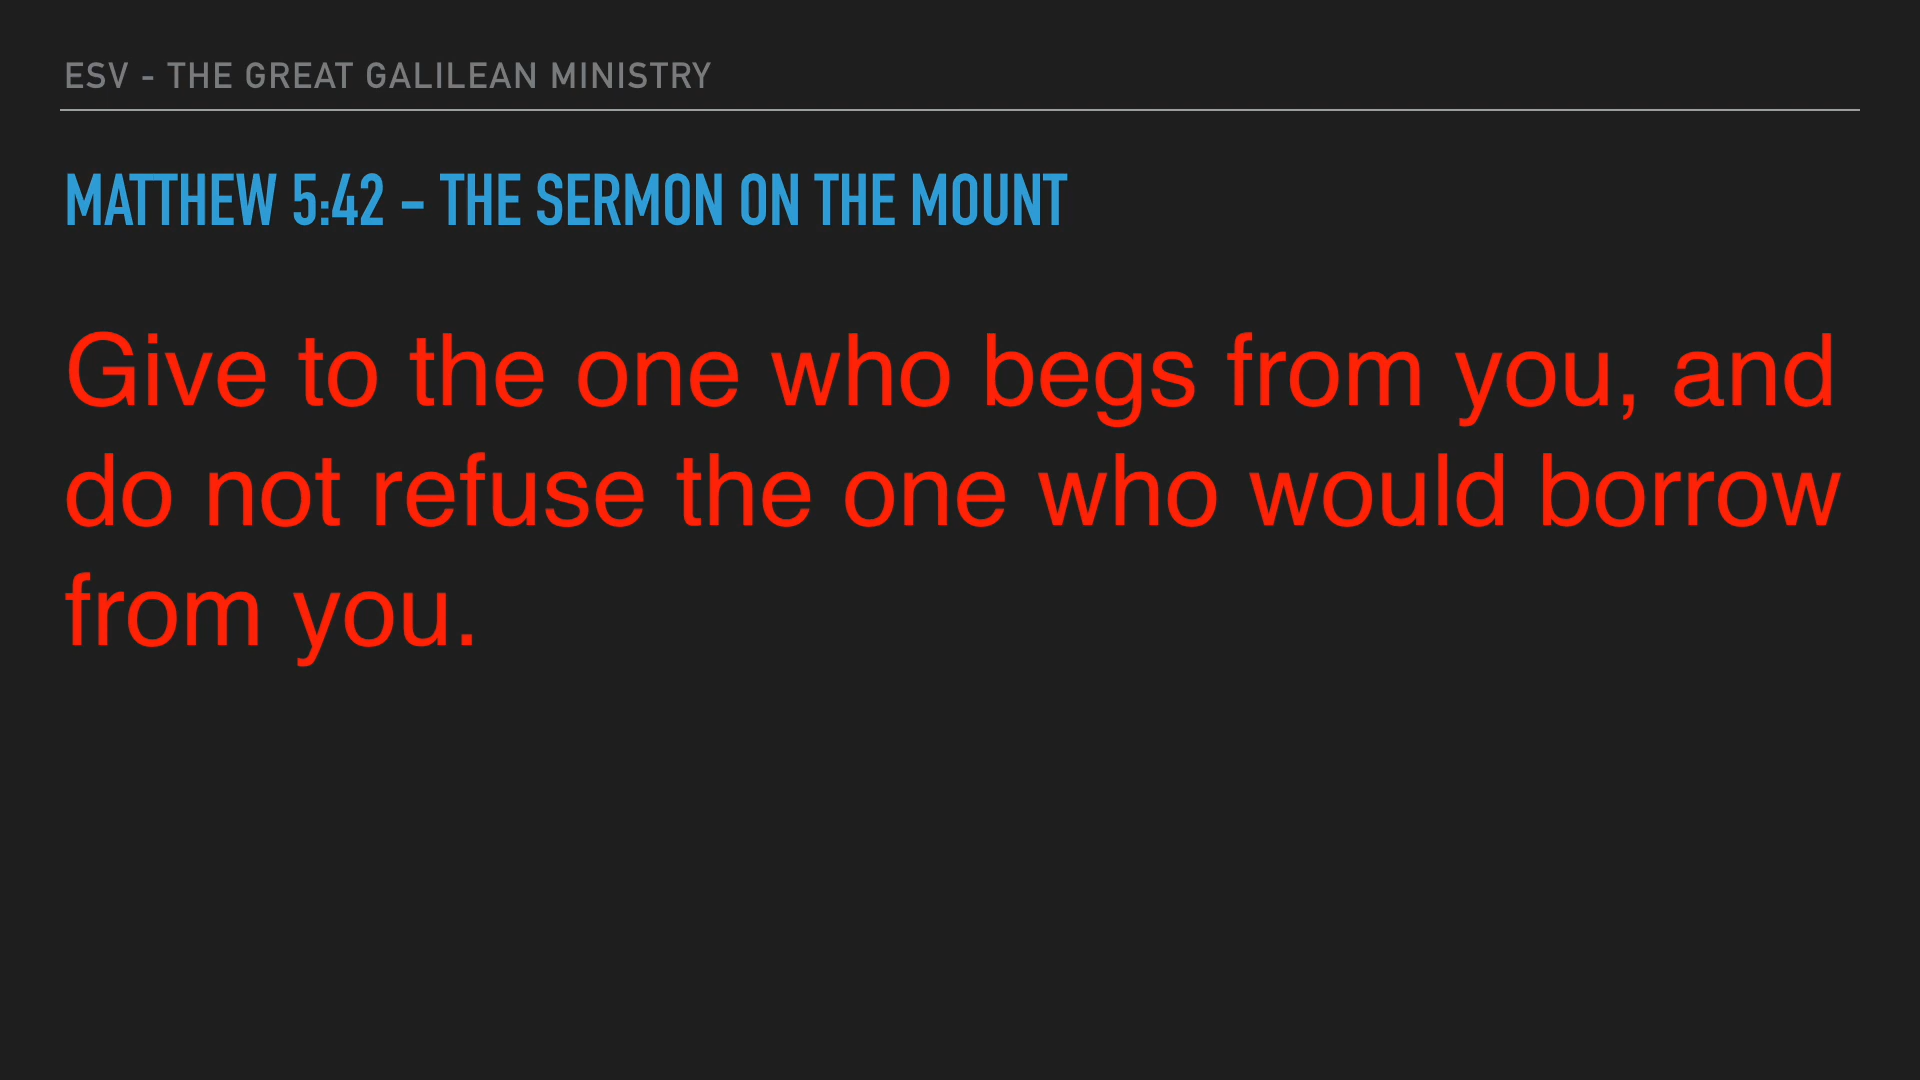 ESV - THE GREAT GALILEAN MINISTRY
MATTHEW 5:42 - THE SERMON ON THE MOUNT
Give to the one who begs from you, and
do not refuse the one who would borrow
from you.